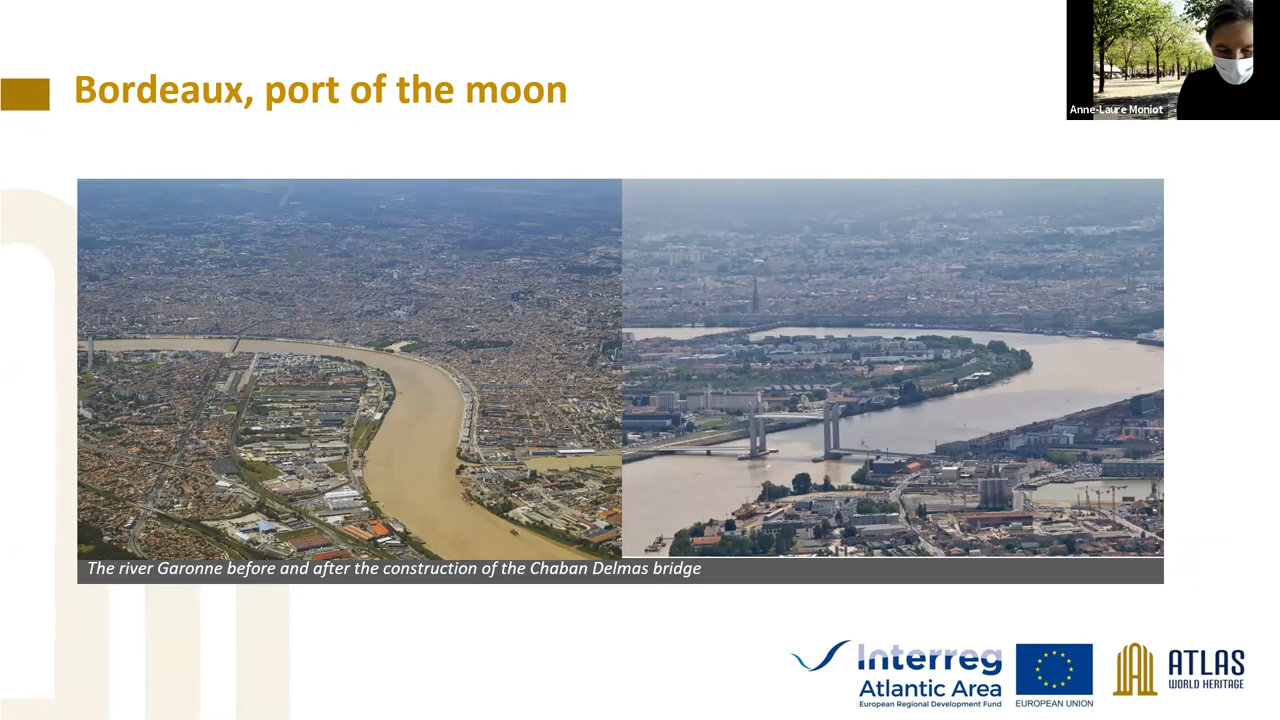 Bordeaux, port of the moon
Anne-Laure Moniot
The river Garonne before and after the construction of the Chaban Delmas bridge
Interreg
Atlantic Area
European Regional Development Fund
EUROPEAN UNION
ATLAS
WORLD HERITAGE